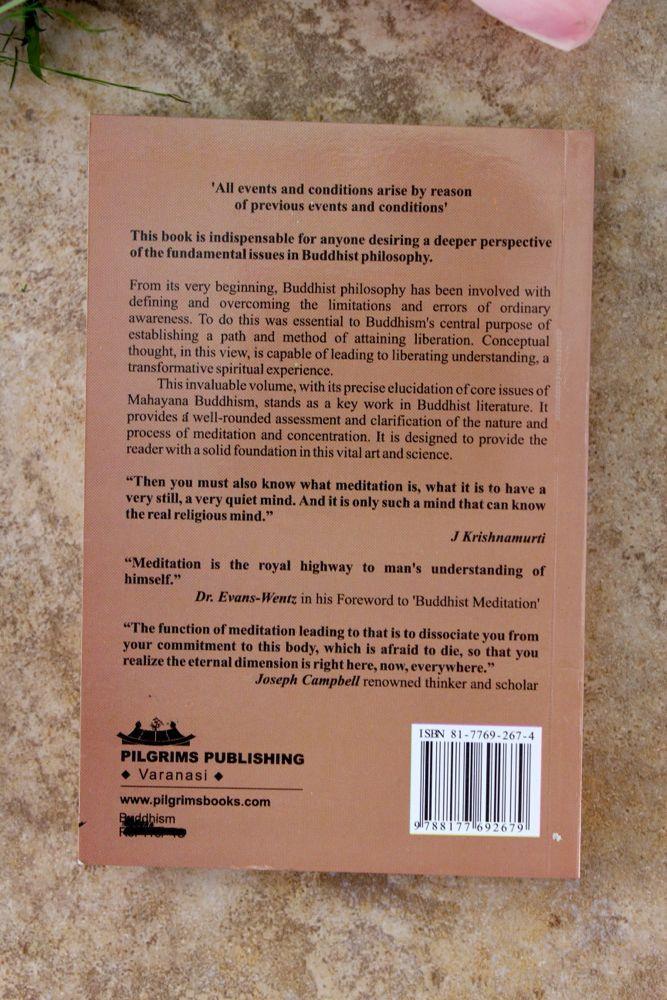 'All events and conditions arise by reason
of previous events and conditions'
This book is indispensable for anyone desiring a deeper perspective
of the fundamental issues in Buddhist philosophy.
From its very beginning, Buddhist philosophy has been involved with
defining and overcoming the limitations and errors of ordinary
awareness. To do this was essential to Buddhism's central purpose of
establishing a path and method of attaining liberation. Conceptual
thought, in this view, is capable of leading to liberating understanding, a
transformative spiritual experience.
This invaluable volume, with its precise elucidation of core issues of
Mahayana Buddhism, stands as a key work in Buddhist literature. It
provides a well-rounded assessment and clarification of the nature and
process of meditation and concentration. It is designed to provide the
reader with a solid foundation in this vital art and science.
“Then you must also know what meditation is, what it is to have a
very still, a very quiet mind. And it is only such a mind that can know
the real religious mind.”
J Krishnamurti
“Meditation is the royal highway to man's understanding of
himself.”
Dr. Evans-Wentz in his Foreword to 'Buddhist Meditation'
“The function of meditation leading to that is to dissociate you from
your commitment to this body, which is afraid to die, so that you
realize the eternal dimension is right here, now, everywhere.”
Joseph Campbell renowned thinker and scholar
PILGRIMS PUBLISHING
◆ Varanasi ◆
www.pilgrimsbooks.com
Buddhism
ISBN 81-7769-267-4
9 788177 692679